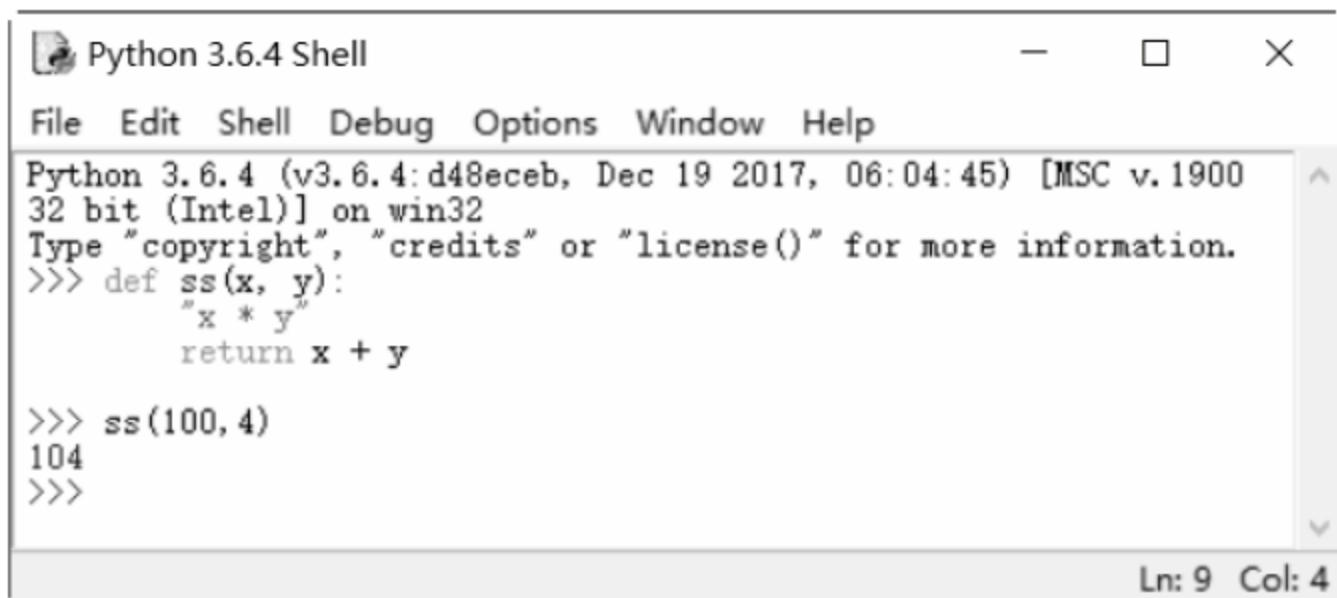 Python 3.6.4 Shell
File Edit Shell Debug Options Window Help
Python 3.6.4 (v3.6.4:d48eceb, Dec 19 2017, 06:04:45) [MSC v.1900
32 bit (Intel)] on win32
Type "copyright", "credits" or "license()" for more information.
>>> def ss(x, y):
        "x * y"
        return x + y
>>> ss(100,4)
104
>>>
Ln: 9 Col: 4